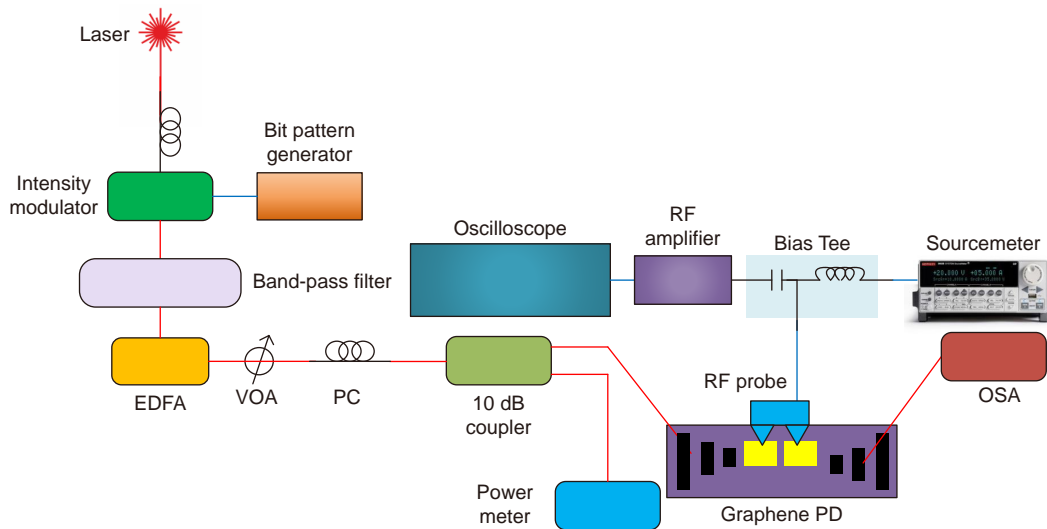 Laser
Bit pattern
generator
Intensity
modulator
Oscilloscope
RF
amplifier
Bias Tee
Sourcemeter
Band-pass filter
EDFA
VOA
PC
10 dB
coupler
RF probe
OSA
Power
meter
Graphene PD